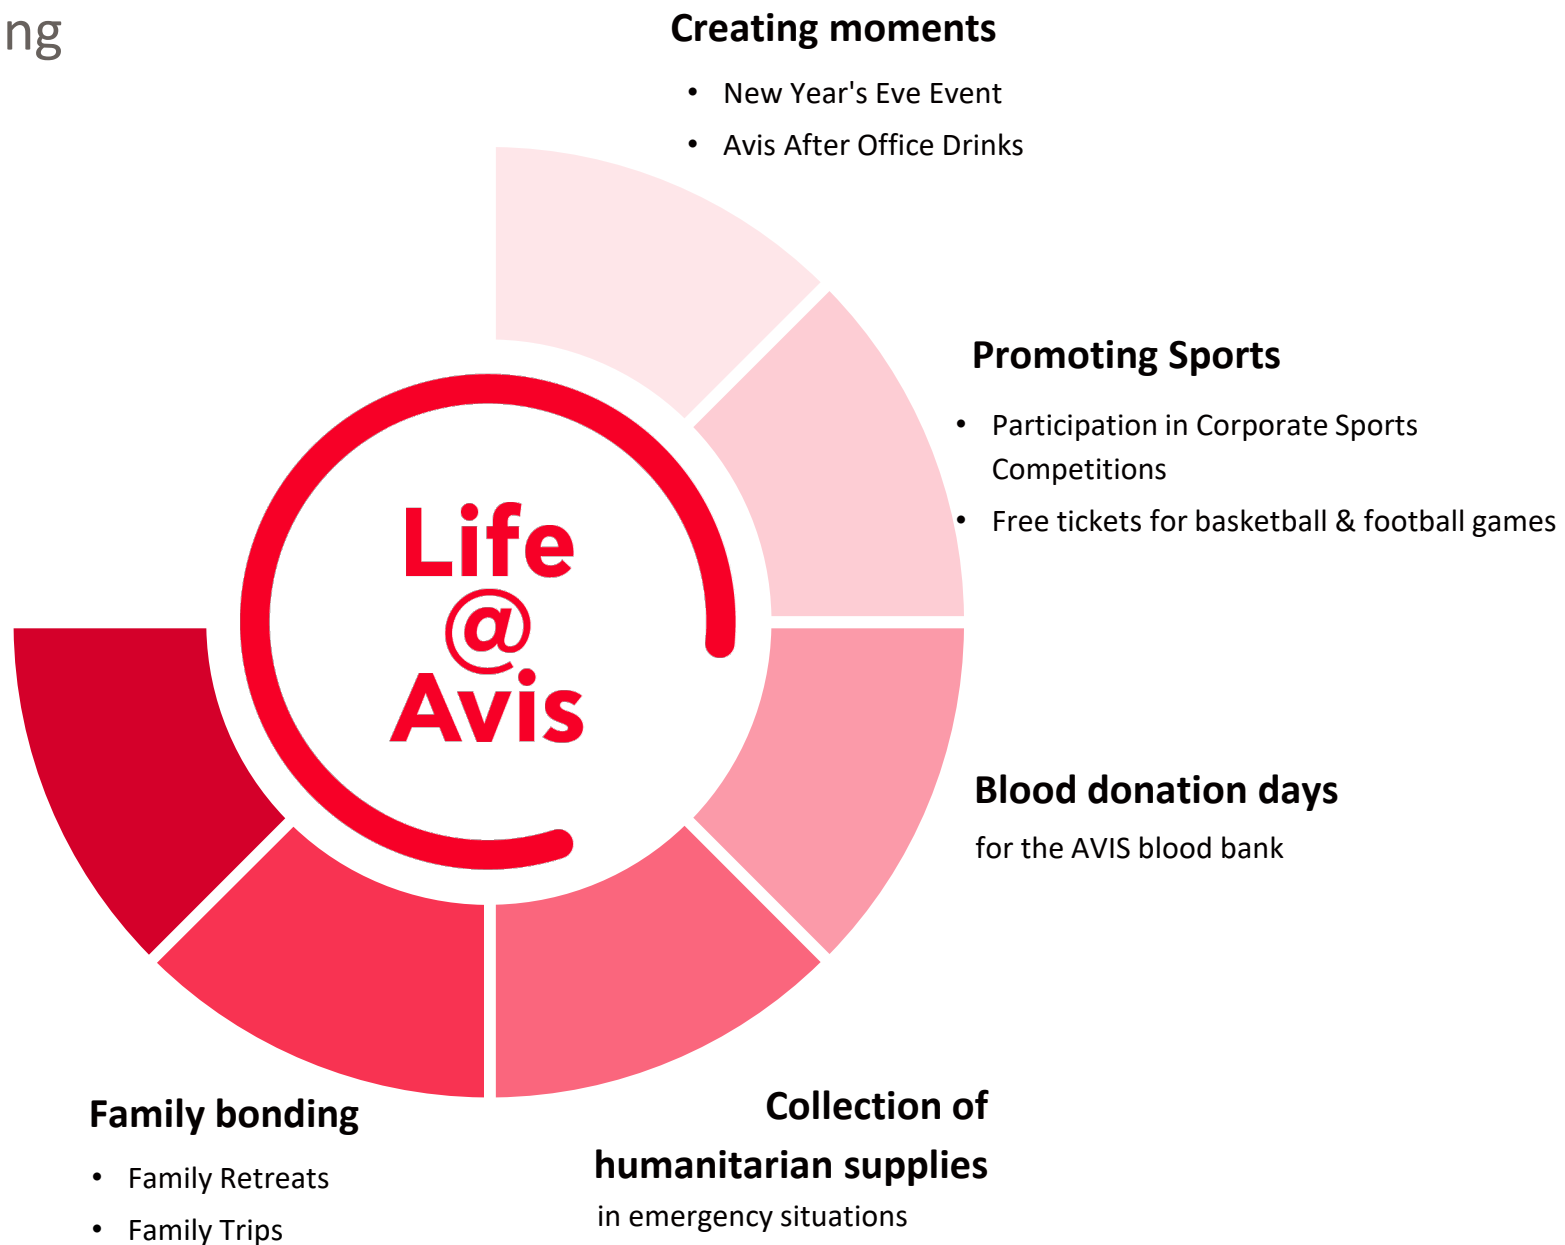 ng
Creating moments
• New Year's Eve Event
• Avis After Office Drinks
Promoting Sports
• Participation in Corporate Sports
Competitions
• Free tickets for basketball & football games
Life
@
Avis
Blood donation days
for the AVIS blood bank
Family bonding
• Family Retreats
• Family Trips
Collection of
humanitarian supplies
in emergency situations